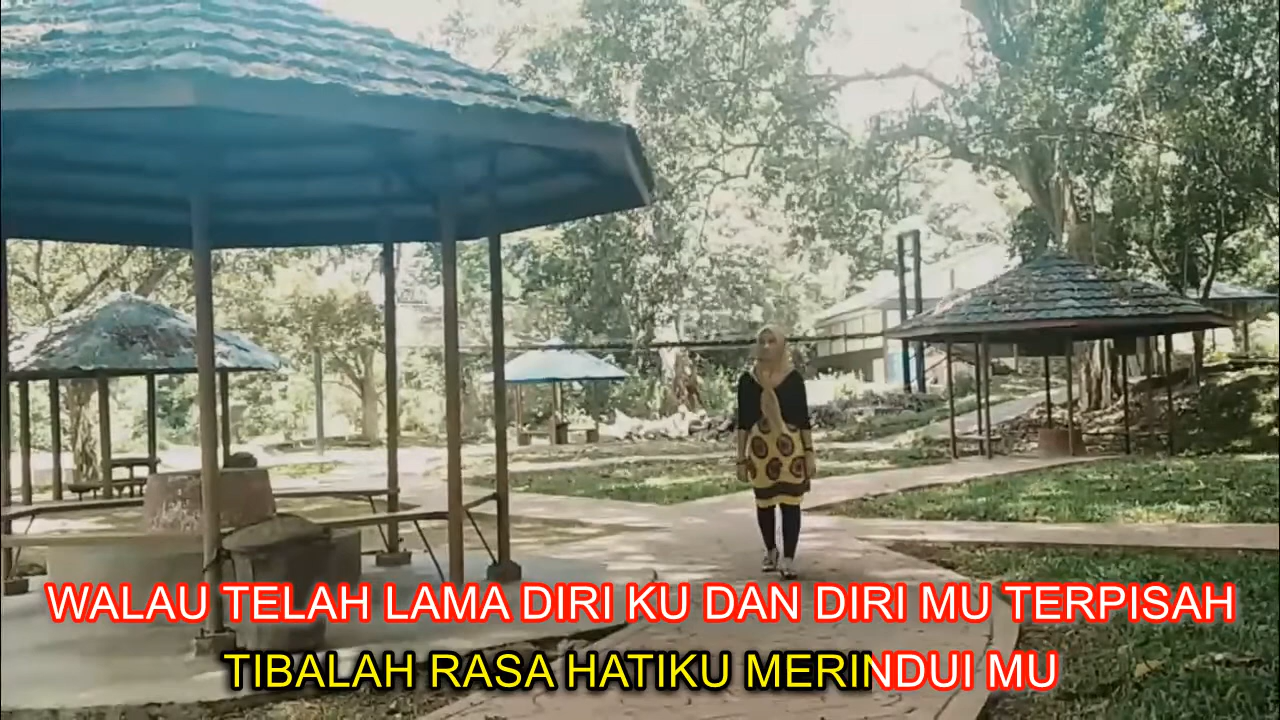 WALAU TELAH LAMA DIRI KU DAN DIRI MU TERPISAH
TIBALAH RASA HATIKU MERINDUI MU